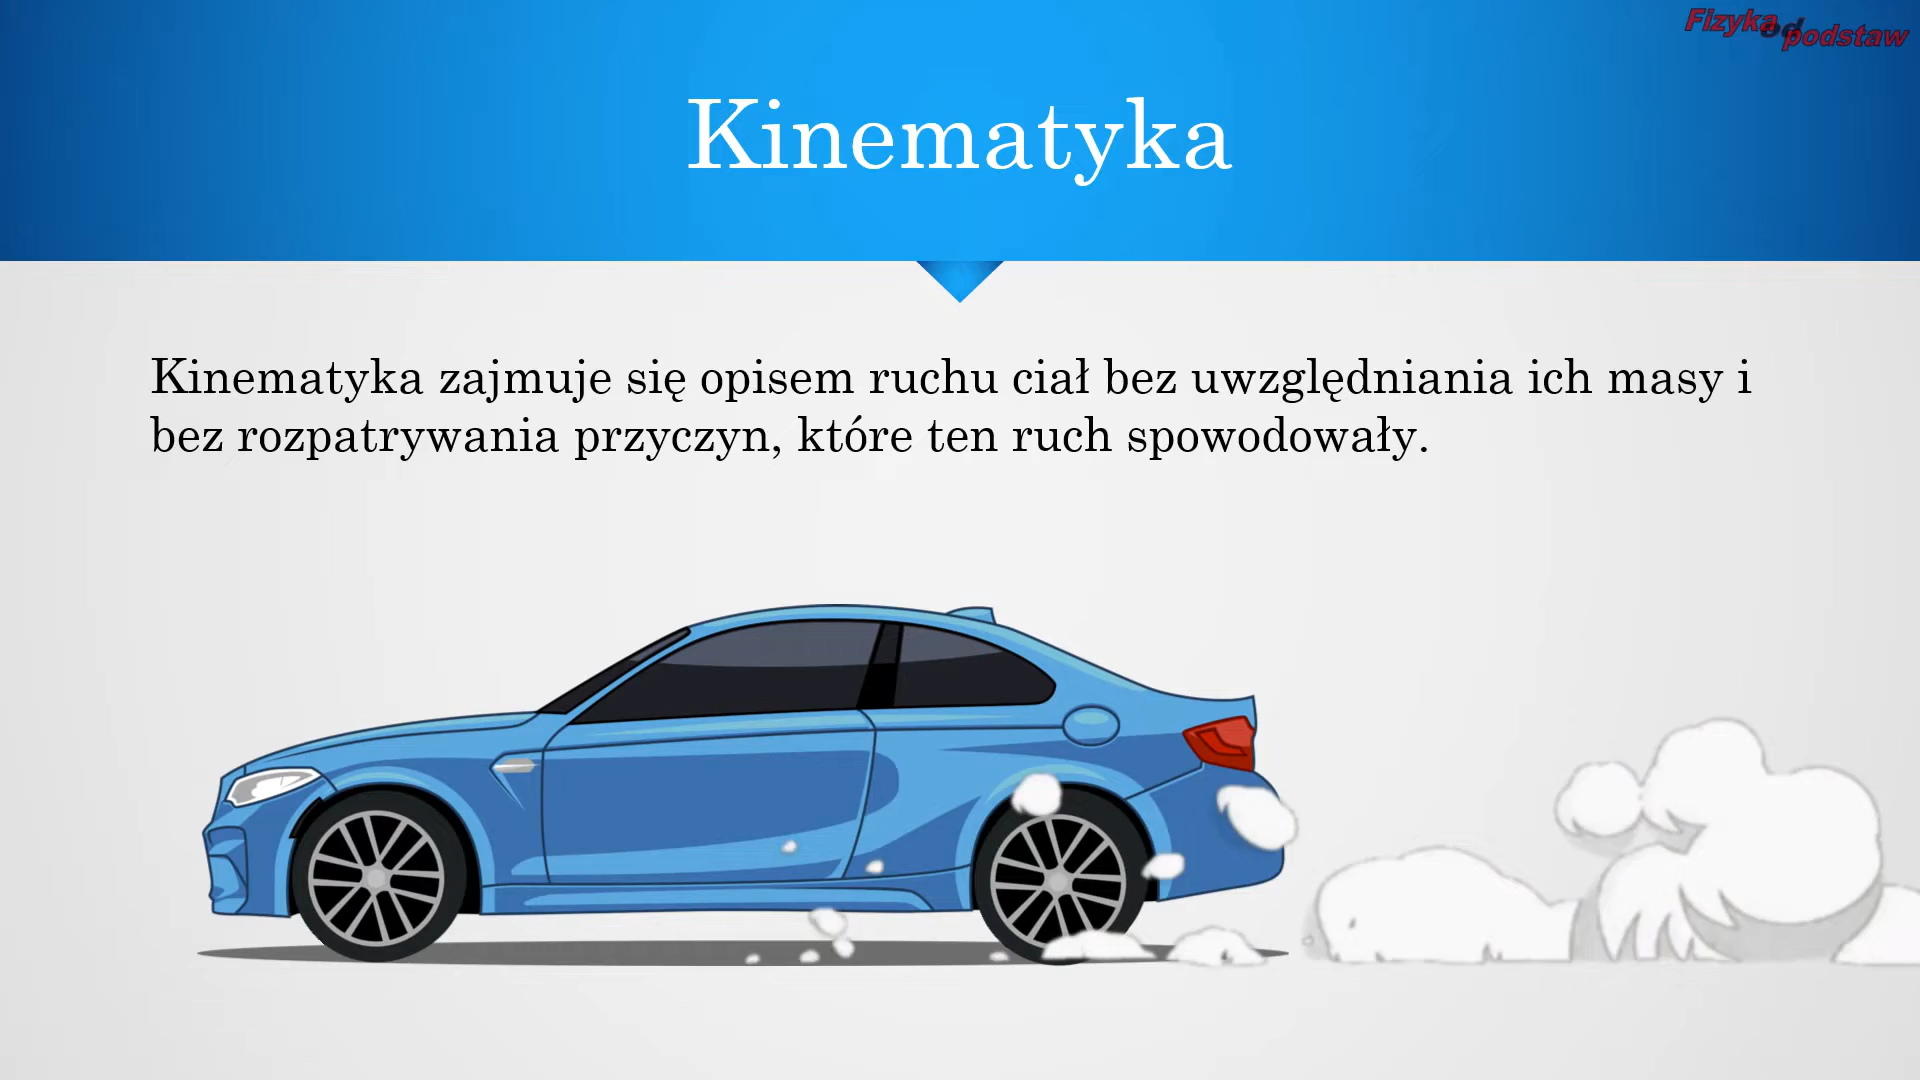 Fizyka od podstaw
Kinematyka
Kinematyka zajmuje się opisem ruchu ciał bez uwzględniania ich masy i
bez rozpatrywania przyczyn, które ten ruch spowodowały.